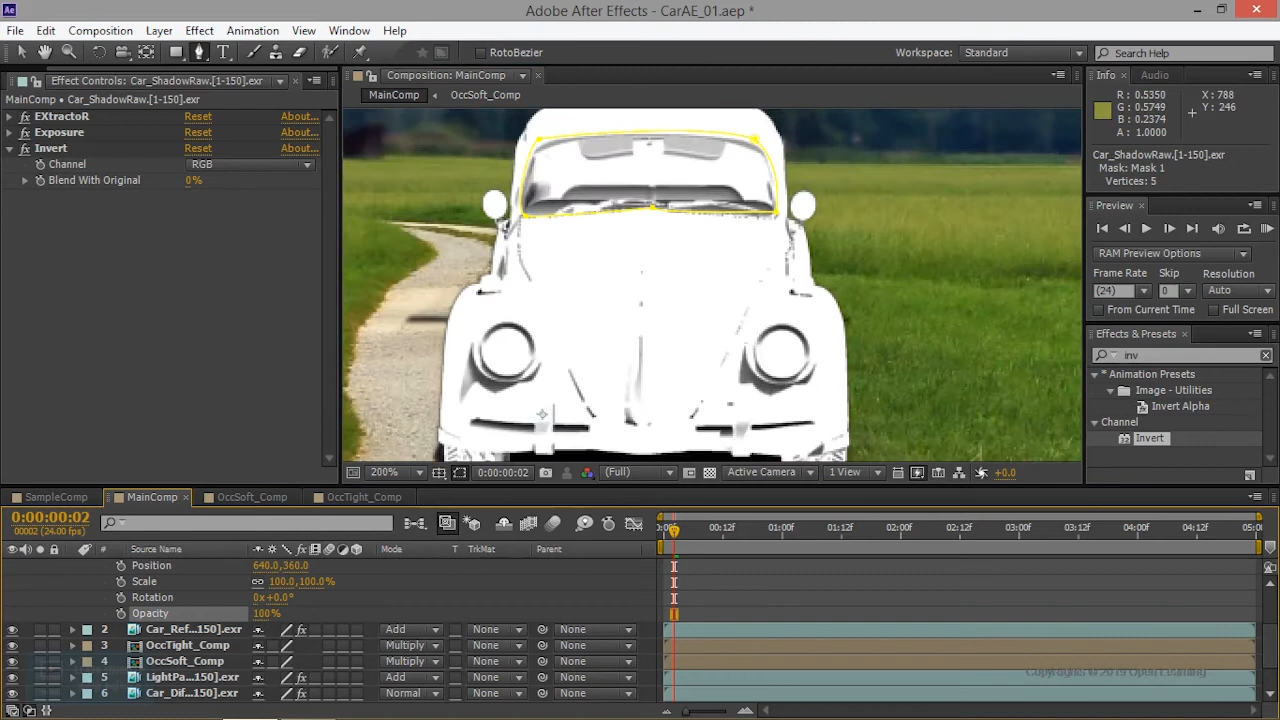 Ae
Adobe After Effects - CarAE_01.aep *
File Edit Composition Layer Effect Animation View Window Help
RotoBezier
Workspace: Standard
Search Help
Effect Controls: Car_ShadowRaw.[1-150].exr
Composition: MainComp
Info Audio
MainComp • Car_ShadowRaw.[1-150].exr
MainComp OccSoft_Comp
EXtractoR Reset About...
Exposure Reset About...
Invert Reset About...
Channel RGB
Blend With Original 0%
R : 0.5350
G : 0.5749
B : 0.2374
A : 1.0000
X : 788
Y : 246
Car_ShadowRaw.[1-150].exr
Mask: Mask 1
Vertices: 5
Preview
RAM Preview Options
Frame Rate Skip Resolution
(24) 0 Auto
From Current Time Full Screen
Effects & Presets
inv
* Animation Presets
Image - Utilities
Invert Alpha
Channel
Invert
200% 0:00:00:02 (Full) Active Camera 1 View +0.0
SampleComp MainComp OccSoft_Comp OccTight_Comp
0:00:00:02
00002 (24.00 fps)
# Source Name Mode T TrkMat Parent
00:12f 01:00f 01:12f 02:00f 02:12f 03:00f 03:12f 04:00f 04:12f 05:0
Position 640.0,360.0
Scale 100.0,100.0%
Rotation 0x+0.0°
Opacity 100%
2 Car_Ref...150].exr Add None None
3 OccTight_Comp Multiply None None
4 OccSoft_Comp Multiply None None
5 LightPa...150].exr Add None None
6 Car_Dif...150].exr Normal None None
Copyrights © 2019 Open Learning